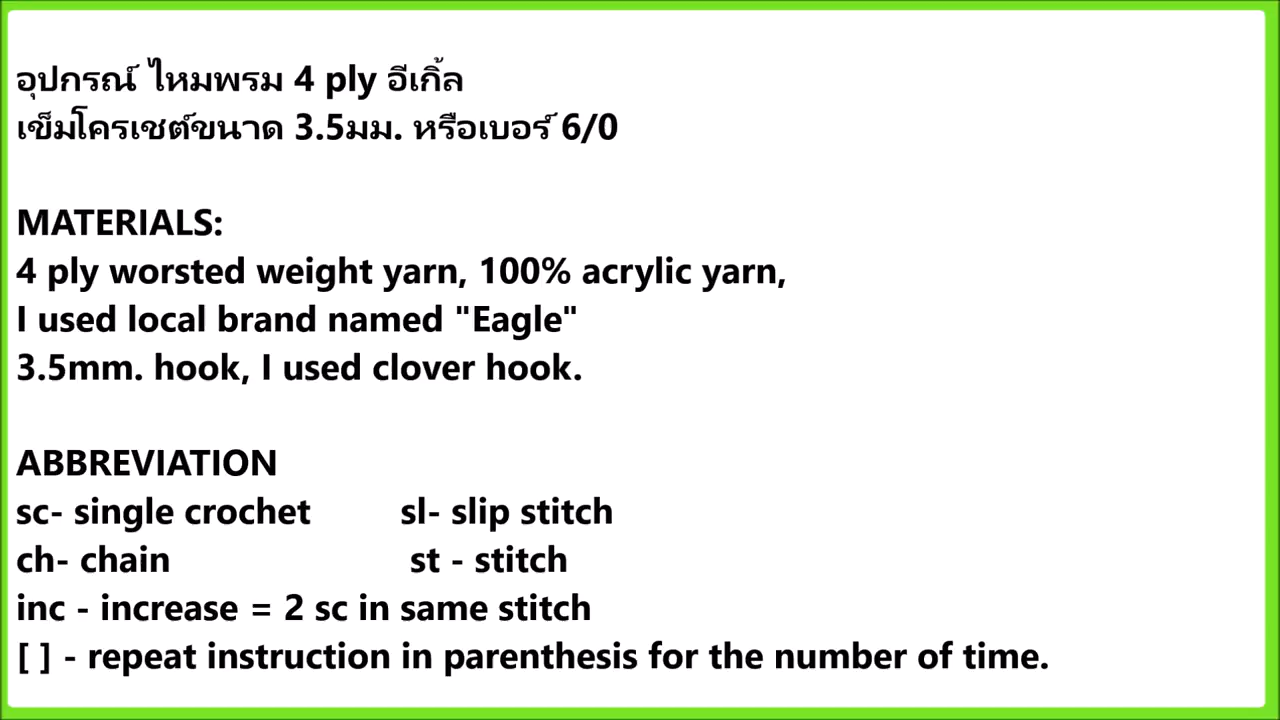 อุปกรณ์ ไหมพรม 4 ply อีเกิ้ล
เข็มโครเชต์ขนาด 3.5มม. หรือเบอร์ 6/0
MATERIALS:
4 ply worsted weight yarn, 100% acrylic yarn,
I used local brand named "Eagle"
3.5mm. hook, I used clover hook.
ABBREVIATION
sc- single crochet sl- slip stitch
ch- chain st - stitch
inc - increase = 2 sc in same stitch
[ ] - repeat instruction in parenthesis for the number of time.